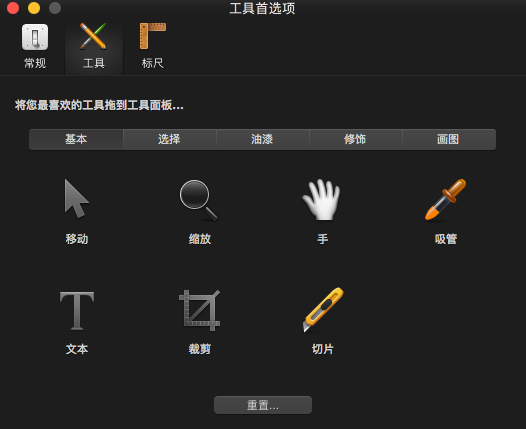 工具首选项
常规 工具 标尺
将您最喜欢的工具拖到工具面板...
基本 选择 油漆 修饰 画图
移动 缩放 手 吸管
文本 裁剪 切片
重置...